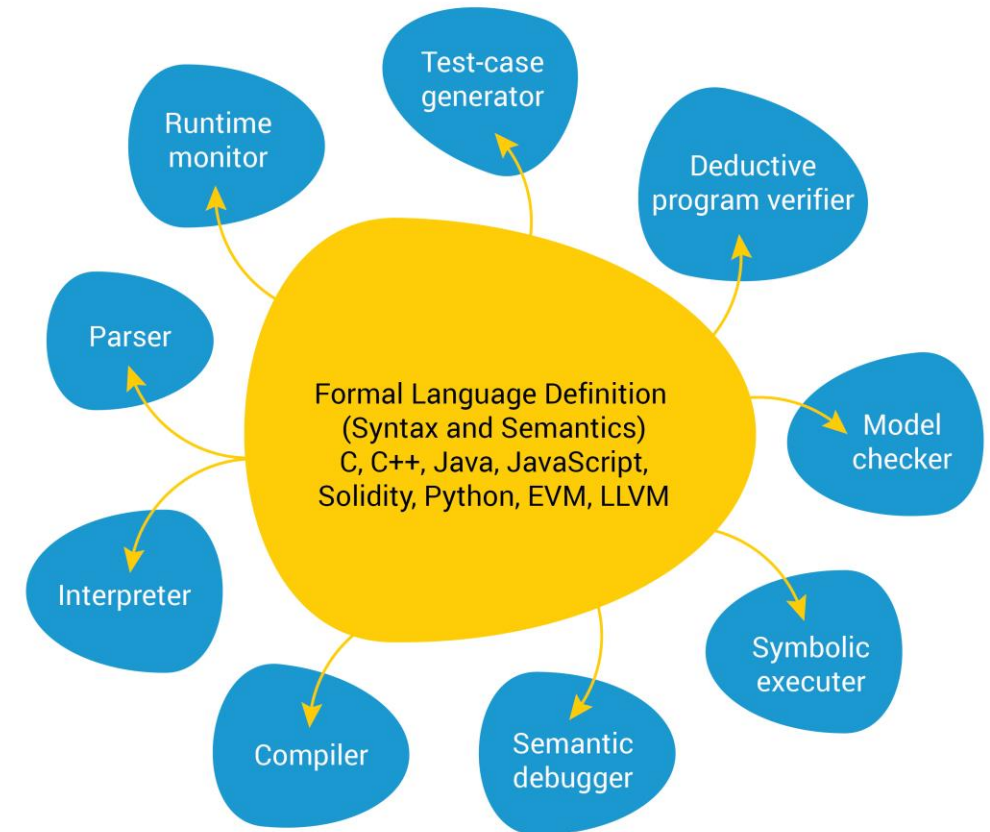 Test-case
generator
Runtime
monitor
Deductive
program verifier
Parser
Formal Language Definition
(Syntax and Semantics)
C, C++, Java, JavaScript,
Solidity, Python, EVM, LLVM
Model
checker
Interpreter
Symbolic
executer
Compiler
Semantic
debugger